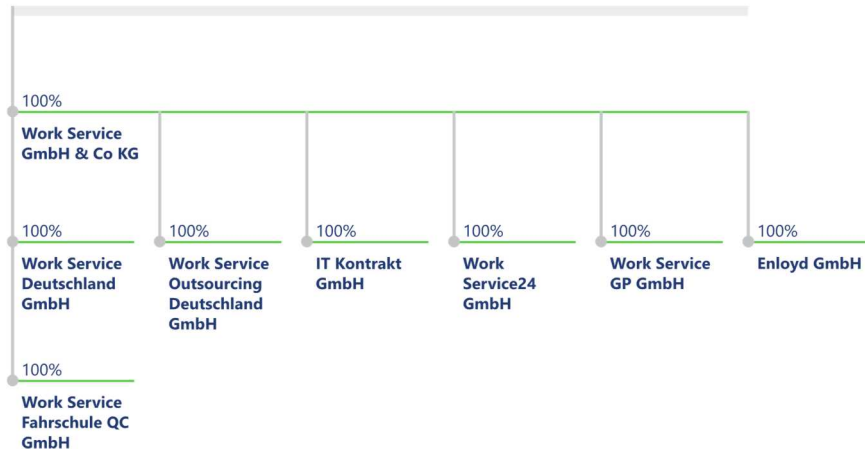 100%
Work Service
GmbH & Co KG
100%
Work Service
Deutschland
GmbH
100%
Work Service
Outsourcing
Deutschland
GmbH
100%
IT Kontrakt
GmbH
100%
Work
Service24
GmbH
100%
Work Service
GP GmbH
100%
Enloyd GmbH
100%
Work Service
Fahrschule QC
GmbH